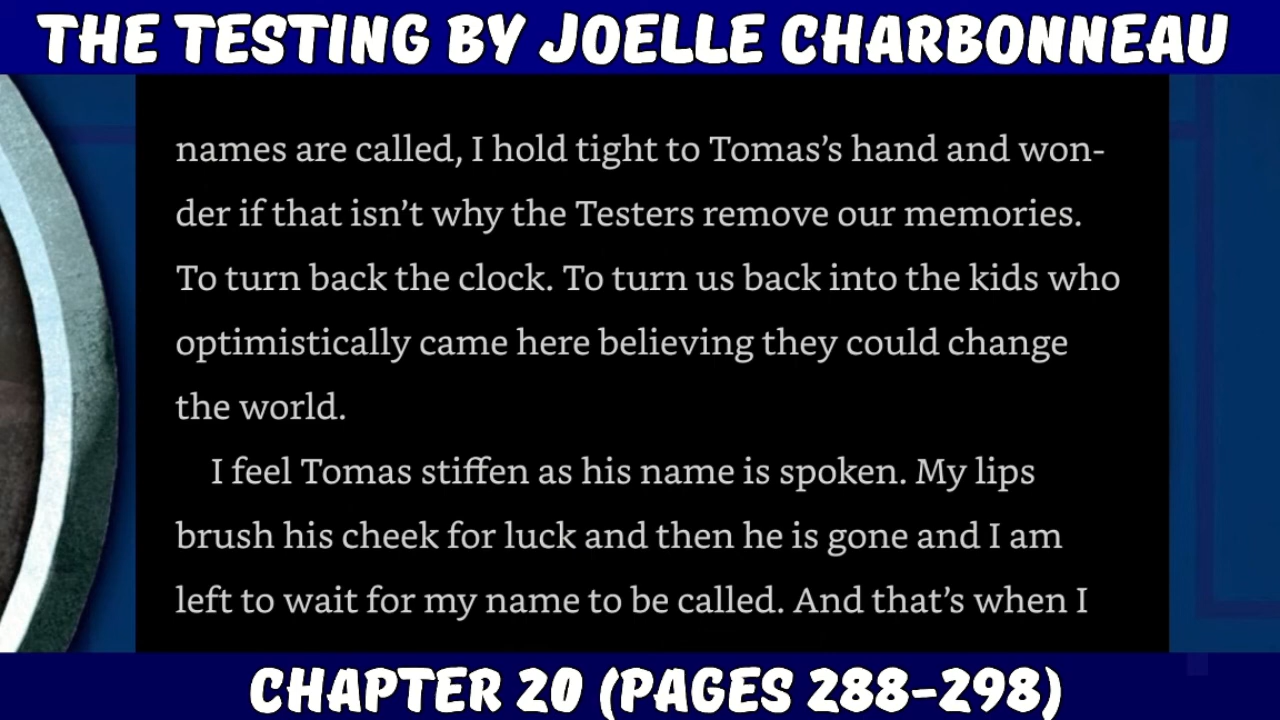 THE TESTING BY JOELLE CHARBONNEAU
names are called, I hold tight to Tomas’s hand and won-
der if that isn’t why the Testers remove our memories.
To turn back the clock. To turn us back into the kids who
optimistically came here believing they could change
the world.
I feel Tomas stiffen as his name is spoken. My lips
brush his cheek for luck and then he is gone and I am
left to wait for my name to be called. And that’s when I
CHAPTER 20 (PAGES 288-298)